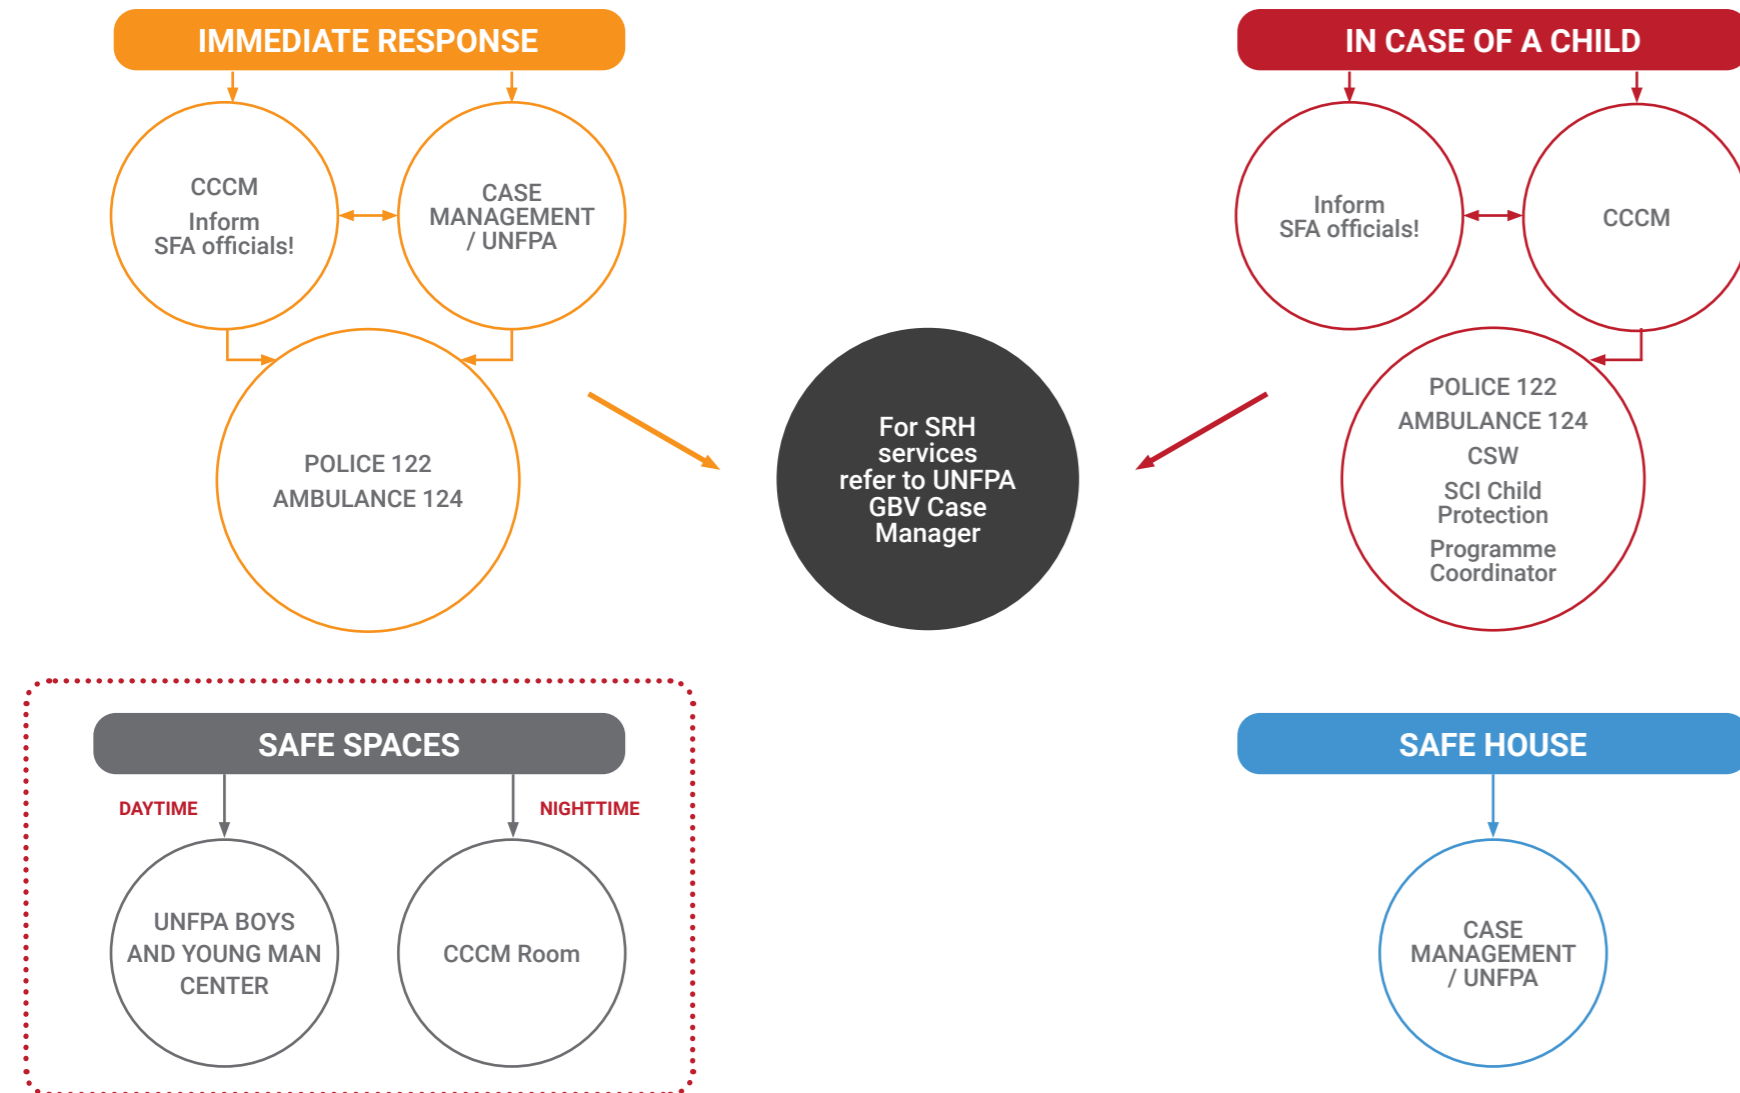 IMMEDIATE RESPONSE
CCCM
Inform
SFA officials!
CASE
MANAGEMENT
/ UNFPA
POLICE 122
AMBULANCE 124
For SRH
services
refer to UNFPA
GBV Case
Manager
IN CASE OF A CHILD
Inform
SFA officials!
CCCM
POLICE 122
AMBULANCE 124
CSW
SCI Child
Protection
Programme
Coordinator
SAFE SPACES
DAYTIME
NIGHTTIME
UNFPA BOYS
AND YOUNG MAN
CENTER
CCCM Room
SAFE HOUSE
CASE
MANAGEMENT
/ UNFPA